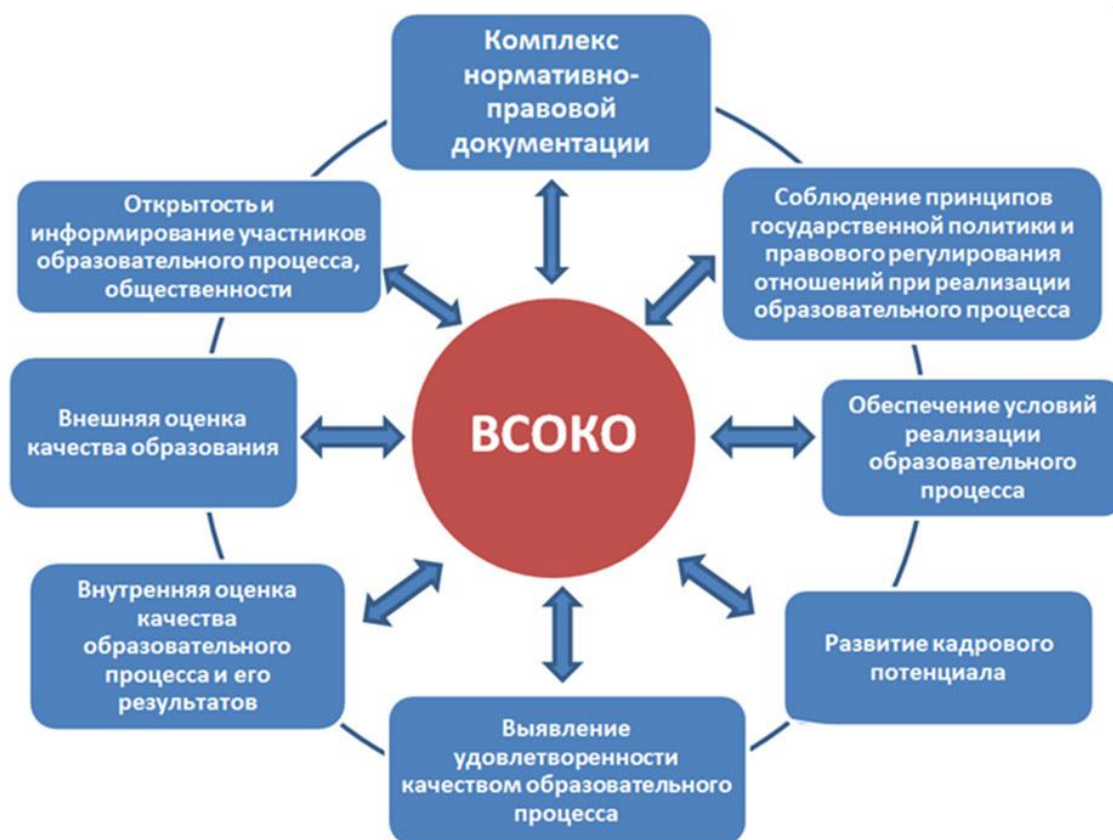 Комплекс
нормативно-
правовой
документации
Соблюдение принципов
государственной политики и
правового регулирования
отношений при реализации
образовательного процесса
Обеспечение условий
реализации
образовательного
процесса
Развитие кадрового
потенциала
Выявление
удовлетворенности
качеством образовательного
процесса
Внутренняя оценка
качества
образовательного
процесса и его
результатов
Внешняя оценка
качества образования
Открытость и
информирование участников
образовательного процесса,
общественности
ВСОКО